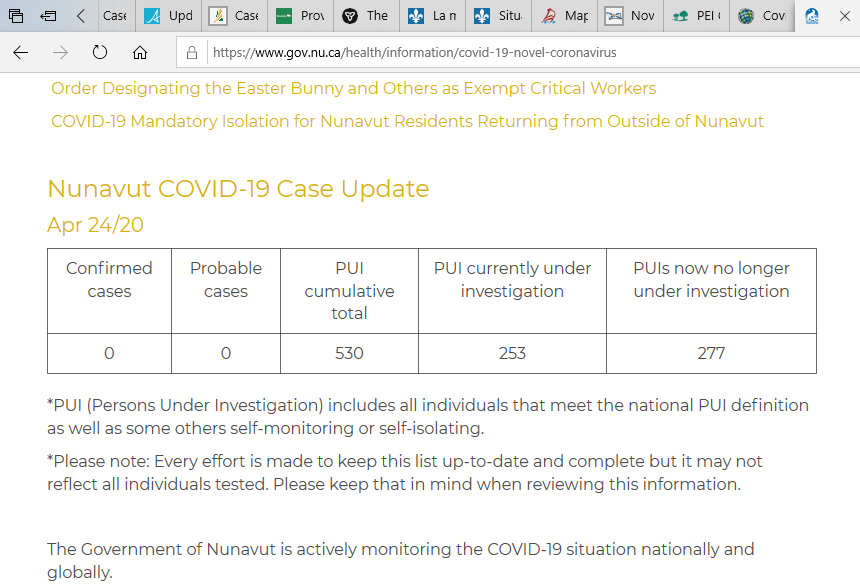 Case
Upd
Case
Prov
The
La n
Situ
Map
Nov
PEI
Cov
https://www.gov.nu.ca/health/information/covid-19-novel-coronavirus
Order Designating the Easter Bunny and Others as Exempt Critical Workers
COVID-19 Mandatory Isolation for Nunavut Residents Returning from Outside of Nunavut
Nunavut COVID-19 Case Update
Apr 24/20
Confirmed cases
Probable cases
PUI cumulative total
PUI currently under investigation
PUIs now no longer under investigation
0
0
530
253
277
*PUI (Persons Under Investigation) includes all individuals that meet the national PUI definition
as well as some others self-monitoring or self-isolating.
*Please note: Every effort is made to keep this list up-to-date and complete but it may not
reflect all individuals tested. Please keep that in mind when reviewing this information.
The Government of Nunavut is actively monitoring the COVID-19 situation nationally and
globally.